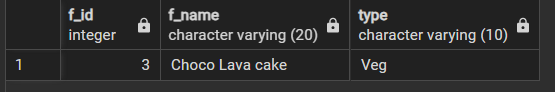 f_id f_name type
integer character varying (20) character varying (10)
1 3 Choco Lava cake Veg